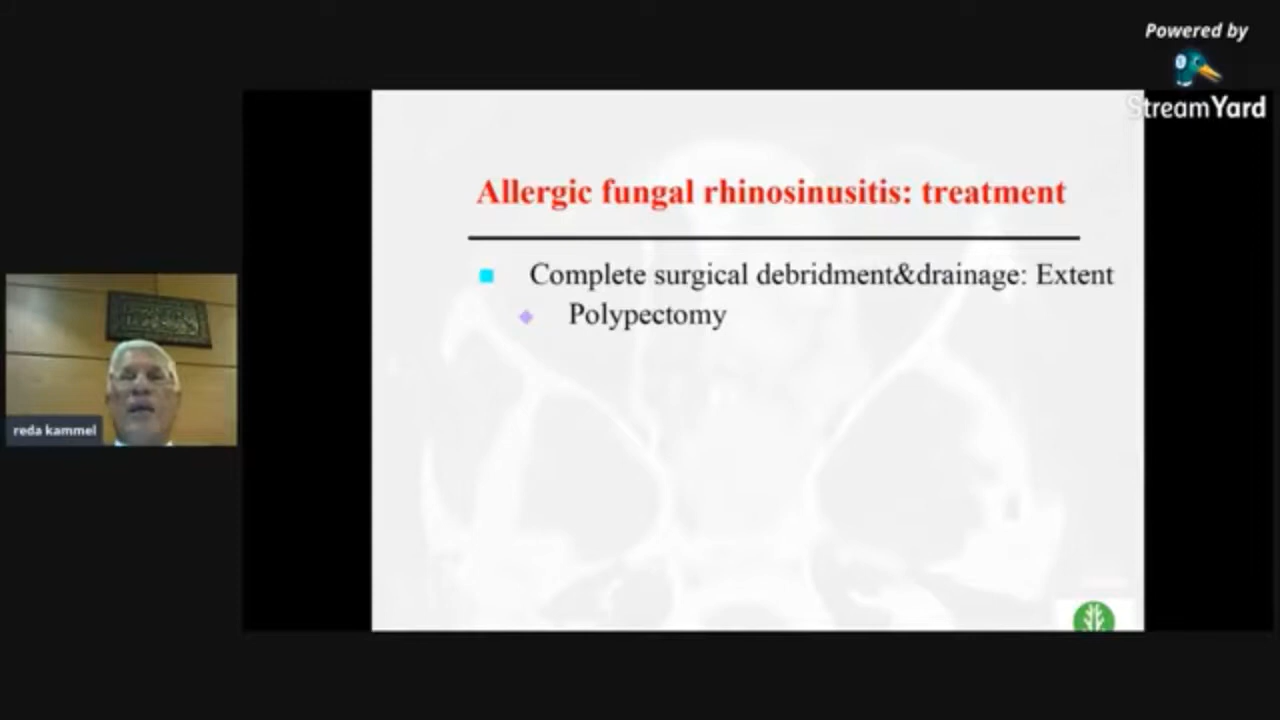 Powered by
StreamYard
Allergic fungal rhinosinusitis: treatment
Complete surgical debridment&drainage: Extent
Polypectomy
reda kammel